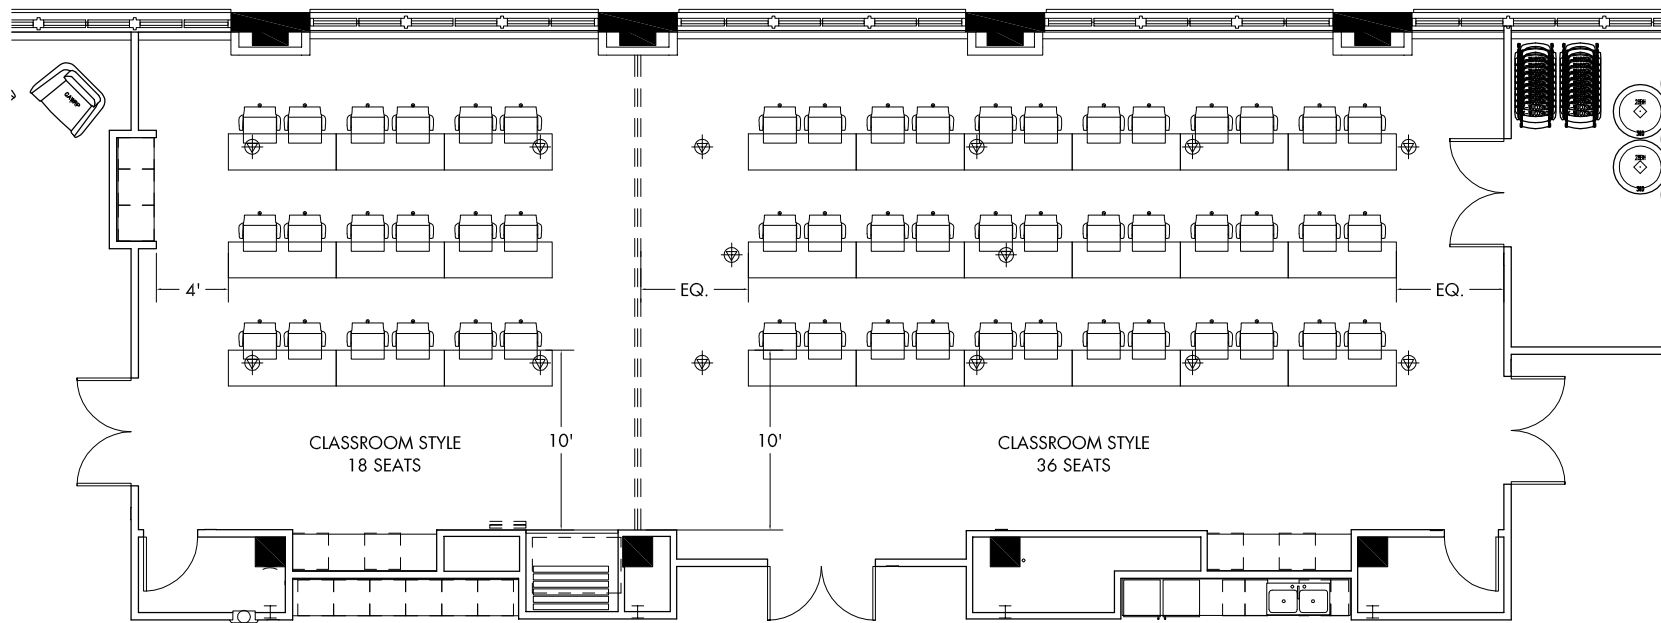 4'
EQ.
EQ.
CLASSROOM STYLE
18 SEATS
10'
10'
CLASSROOM STYLE
36 SEATS